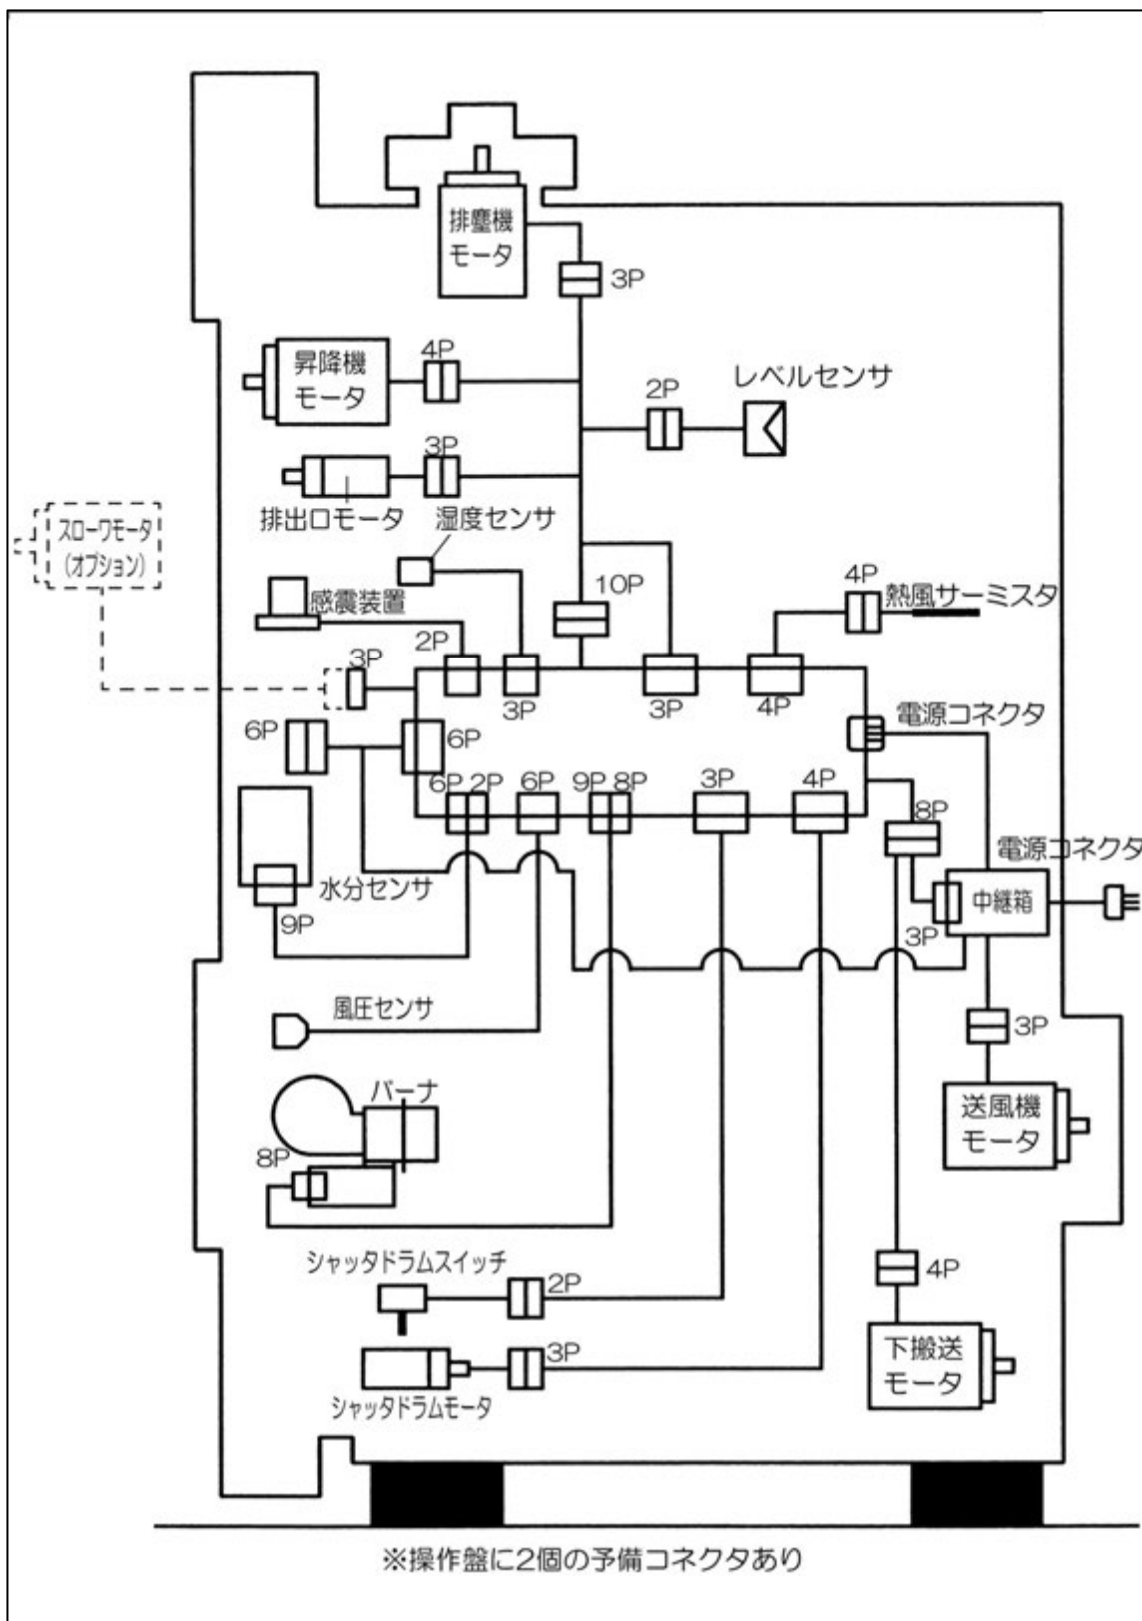 排塵機
モータ
3P
昇降機
モータ
4P
レベルセンサ
2P
3P
排出口モータ
湿度センサ
スローワモータ
(オプション)
10P
4P
熱風サーミスタ
感震装置
2P
3P
3P
3P
4P
電源コネクタ
6P
6P
6P
2P
6P
9P
8P
3P
4P
8P
電源コネクタ
水分センサ
9P
中継箱
3P
風圧センサ
3P
バーナ
8P
送風機
モータ
シャッタドラムスイッチ
2P
4P
3P
下搬送
モータ
シャッタドラムモータ
※操作盤に2個の予備コネクタあり